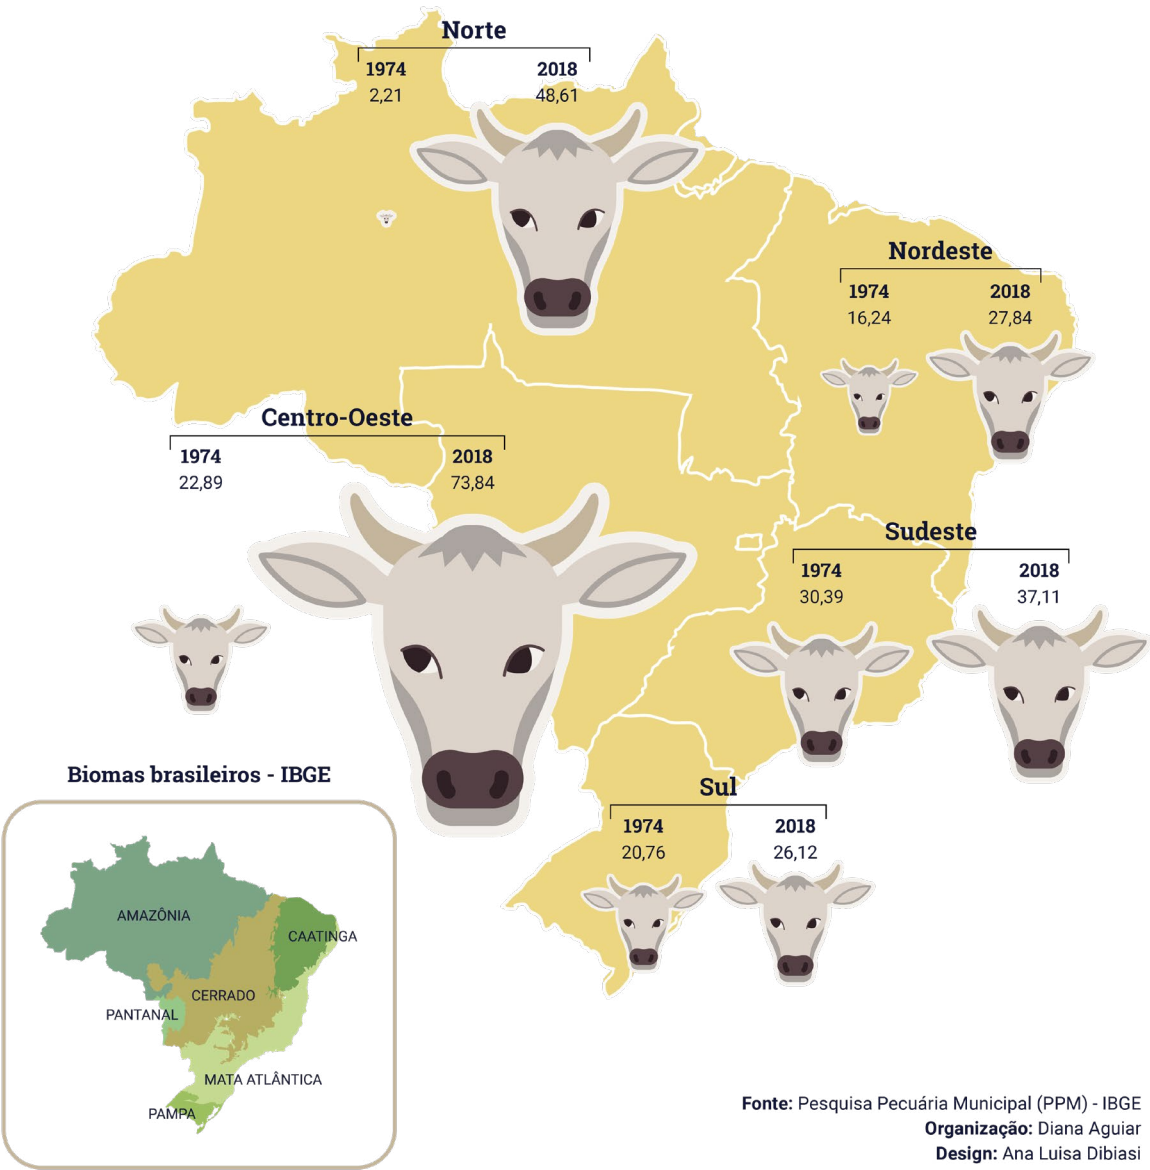 Norte
1974 2018
2,21 48,61
Nordeste
1974 2018
16,24 27,84
Centro-Oeste
1974 2018
22,89 73,84
Sudeste
1974 2018
30,39 37,11
Sul
1974 2018
20,76 26,12
Biomas brasileiros - IBGE
AMAZÔNIA
CAATINGA
CERRADO
PANTANAL
MATA ATLÂNTICA
PAMPA
Fonte: Pesquisa Pecuária Municipal (PPM) - IBGE
Organização: Diana Aguiar
Design: Ana Luisa Dibiasi